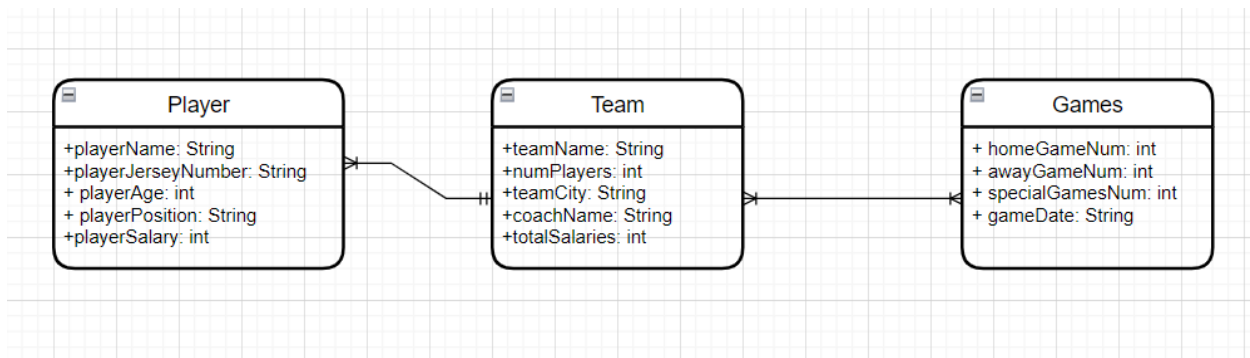 Player
+playerName: String
+playerJerseyNumber: String
+ playerAge: int
+ playerPosition: String
+playerSalary: int
Team
+teamName: String
+numPlayers: int
+teamCity: String
+coachName: String
+totalSalaries: int
Games
+ homeGameNum: int
+ awayGameNum: int
+ specialGamesNum: int
+ gameDate: String